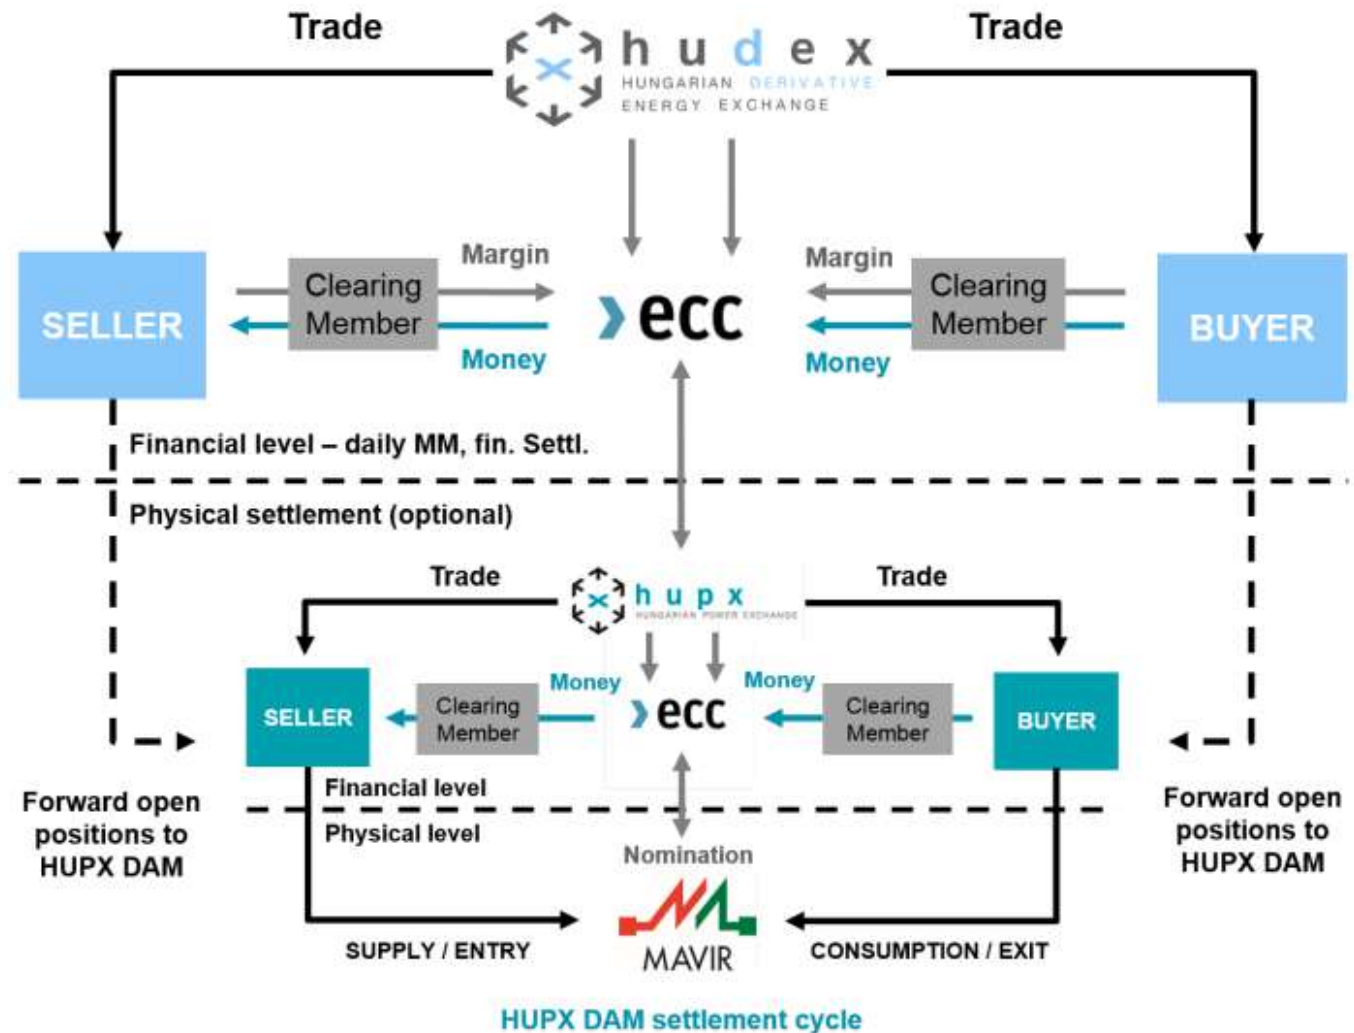 Trade
Trade
hudex
HUNGARIAN DERIVATIVE
ENERGY EXCHANGE
Margin
Margin
Clearing
Member
Clearing
Member
SELLER
ecc
BUYER
Money
Money
Financial level – daily MM, fin. Settl.
Physical settlement (optional)
Trade
Trade
hupx
HUNGARIAN POWER EXCHANGE
Money
Money
SELLER
Clearing
Member
ecc
Clearing
Member
BUYER
Forward open
positions to
HUPX DAM
Financial level
Physical level
Forward open
positions to
HUPX DAM
Nomination
MAVIR
SUPPLY / ENTRY
CONSUMPTION / EXIT
HUPX DAM settlement cycle